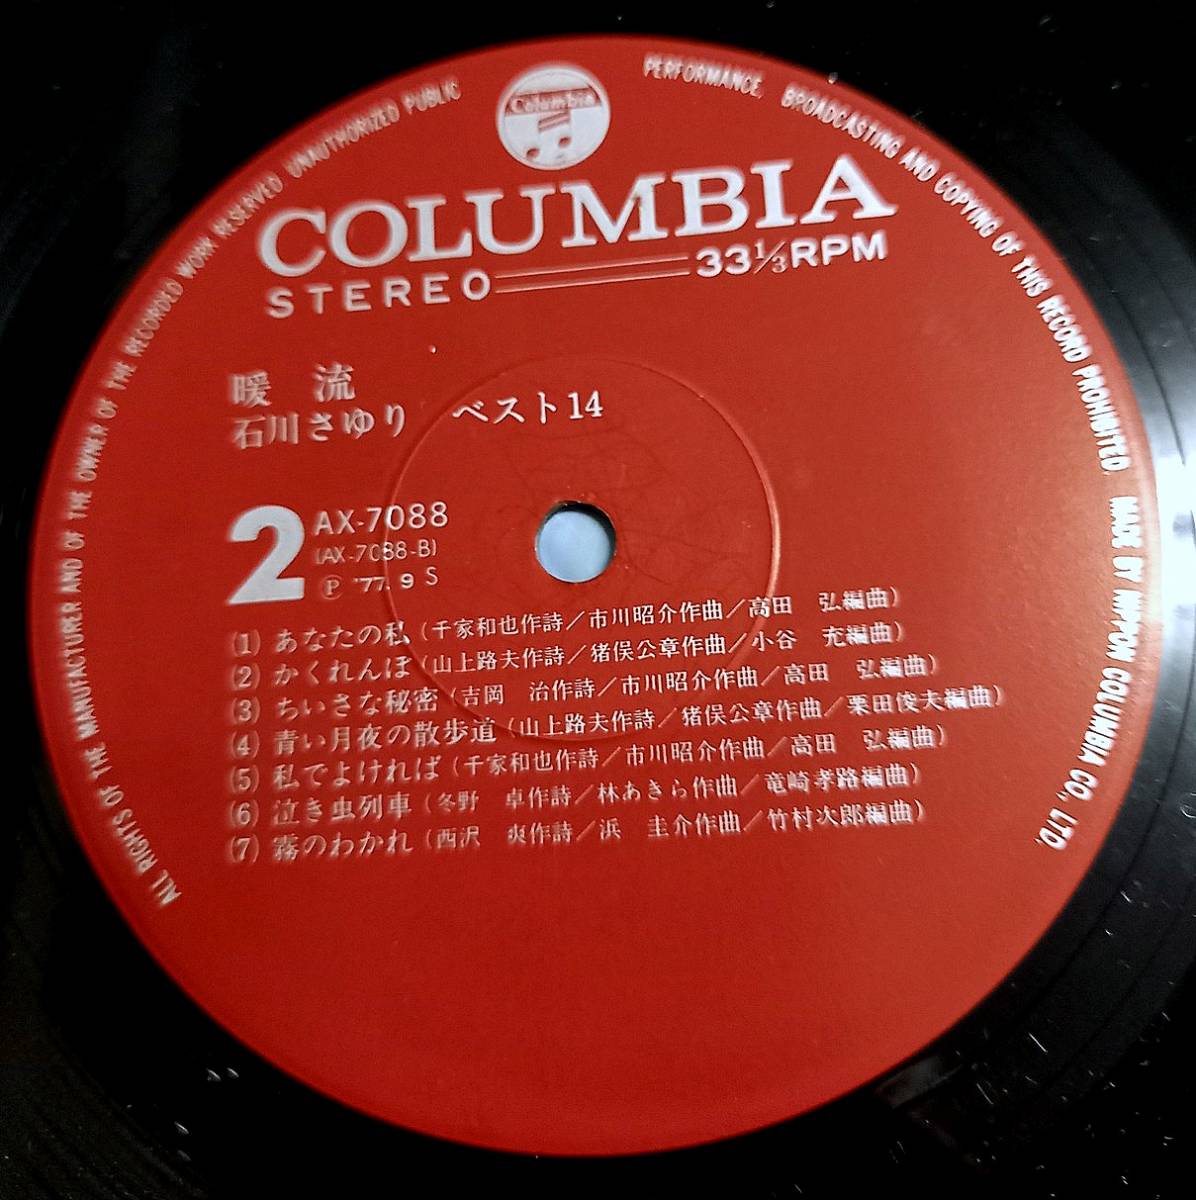 Columbia
COLUMBIA
STEREO 33 1/3 RPM
暖 流
石川さゆり ベスト14
2 AX-7088
(AX-7088-B)
Ⓟ '77. 9 S
(1) あなたの私 (千家和也作詩/市川昭介作曲/高田 弘編曲)
(2) かくれんぼ (山上路夫作詩/猪俣公章作曲/小谷 充編曲)
(3) ちいさな秘密 (吉岡 治作詩/市川昭介作曲/高田 弘編曲)
(4) 青い月夜の散歩道 (山上路夫作詩/猪俣公章作曲/栗田俊夫編曲)
(5) 私でよければ (千家和也作詩/市川昭介作曲/高田 弘編曲)
(6) 泣き虫列車 (冬野 卓作詩/林あきら作曲/竜崎孝路編曲)
(7) 霧のわかれ (西沢 爽作詩/浜 圭介作曲/竹村次郎編曲)
ALL RIGHTS OF THE MANUFACTURER AND OF THE OWNER OF THE RECORDED WORK RESERVED. UNAUTHORIZED PUBLIC PERFORMANCE, BROADCASTING AND COPYING OF THIS RECORD PROHIBITED. MADE BY NIPPON COLUMBIA CO., LTD.